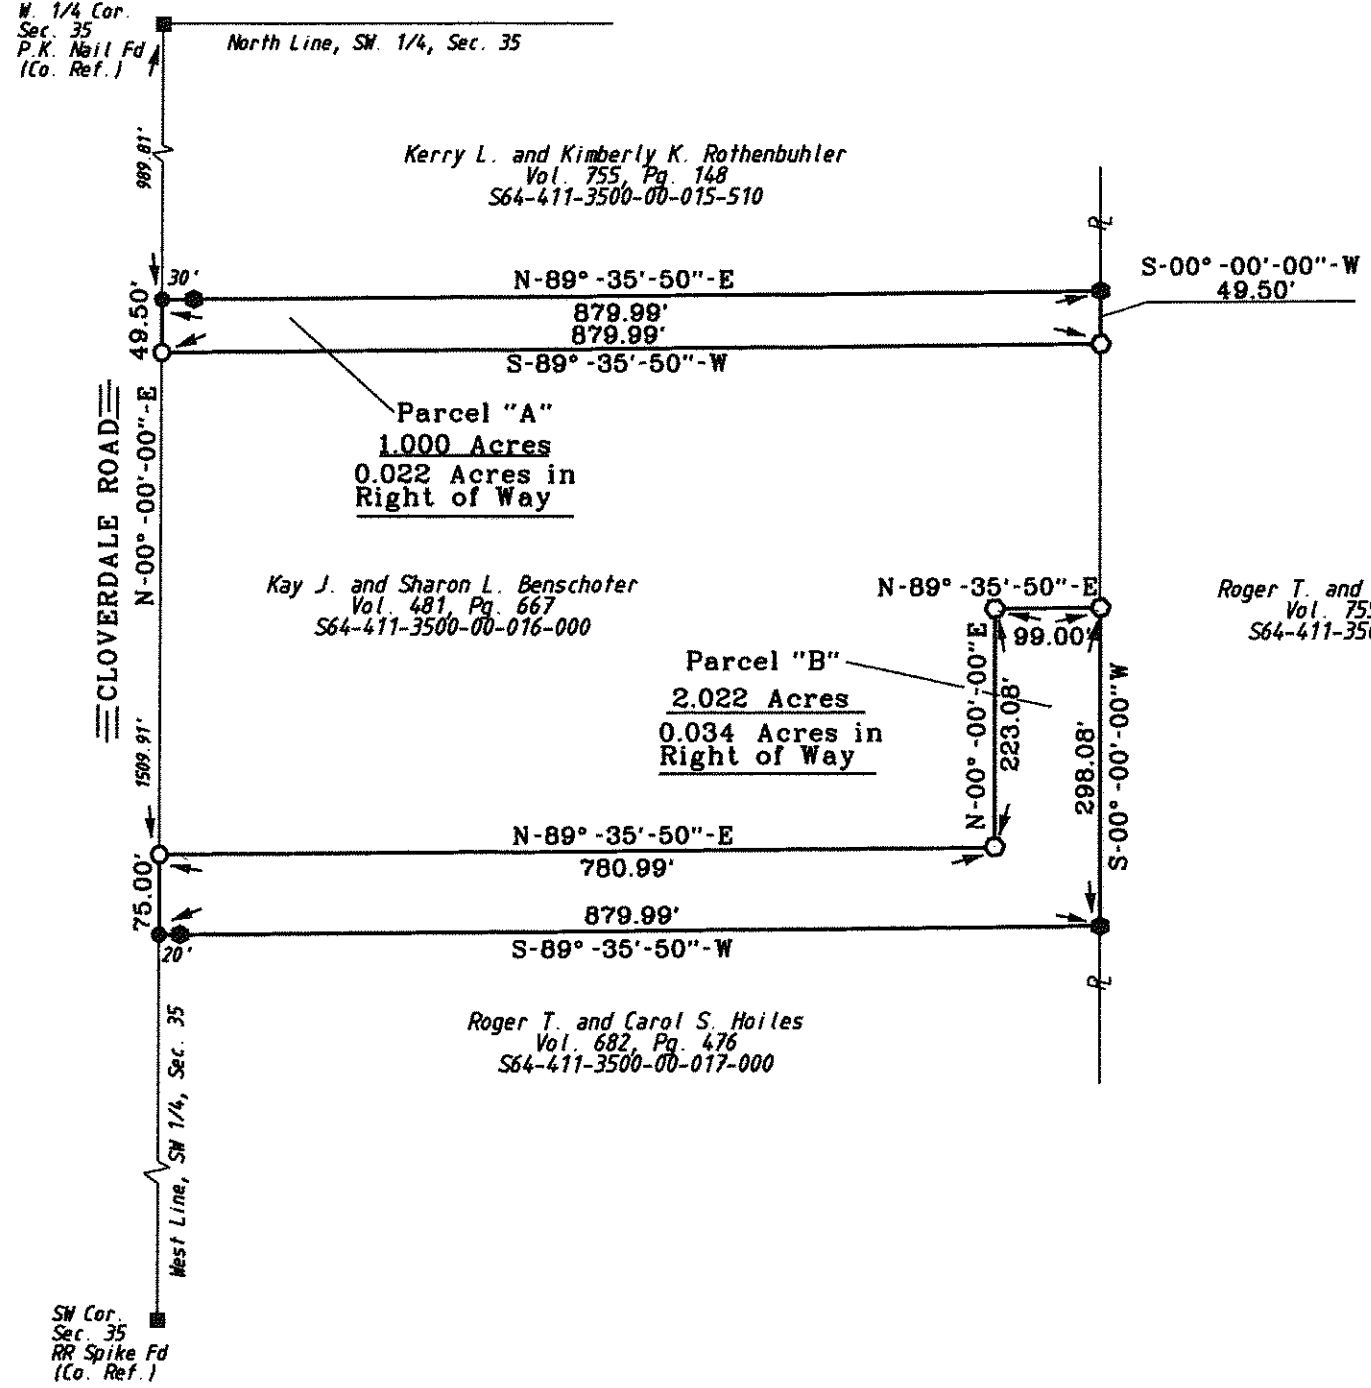 W. 1/4 Cor.
Sec. 35
P.K. Nail Fd
(Co. Ref.)
North Line, SW. 1/4, Sec. 35
989.81'
Kerry L. and Kimberly K. Rothenbuhler
Vol. 755, Pg. 148
S64-411-3500-00-015-510
PL
30'
N-89°-35'-50"-E
879.99'
879.99'
S-89°-35'-50"-W
S-00°-00'-00"-W
49.50'
49.50'
Parcel "A"
1.000 Acres
0.022 Acres in
Right of Way
CLOVERDALE ROAD
N-00°-00'-00"-E
Kay J. and Sharon L. Benschoter
Vol. 481, Pg. 667
S64-411-3500-00-016-000
N-89°-35'-50"-E
99.00'
Roger T. and
Vol. 755
S64-411-350
Parcel "B"
2.022 Acres
0.034 Acres in
Right of Way
N-00°-00'-00"E
223.08'
298.08'
S-00°-00'-00"W
1509.91'
N-89°-35'-50"-E
780.99'
75.00'
879.99'
S-89°-35'-50"-W
20'
PL
Roger T. and Carol S. Hoiles
Vol. 682, Pg. 476
S64-411-3500-00-017-000
West Line, SW 1/4, Sec. 35
SW Cor.
Sec. 35
RR Spike Fd
(Co. Ref.)